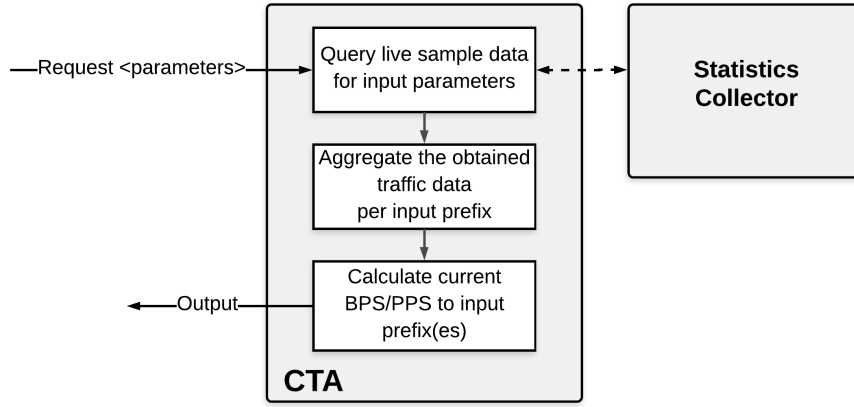 Query live sample data
for input parameters
Request <parameters>
Statistics
Collector
Aggregate the obtained
traffic data
per input prefix
Calculate current
BPS/PPS to input
prefix(es)
Output
CTA